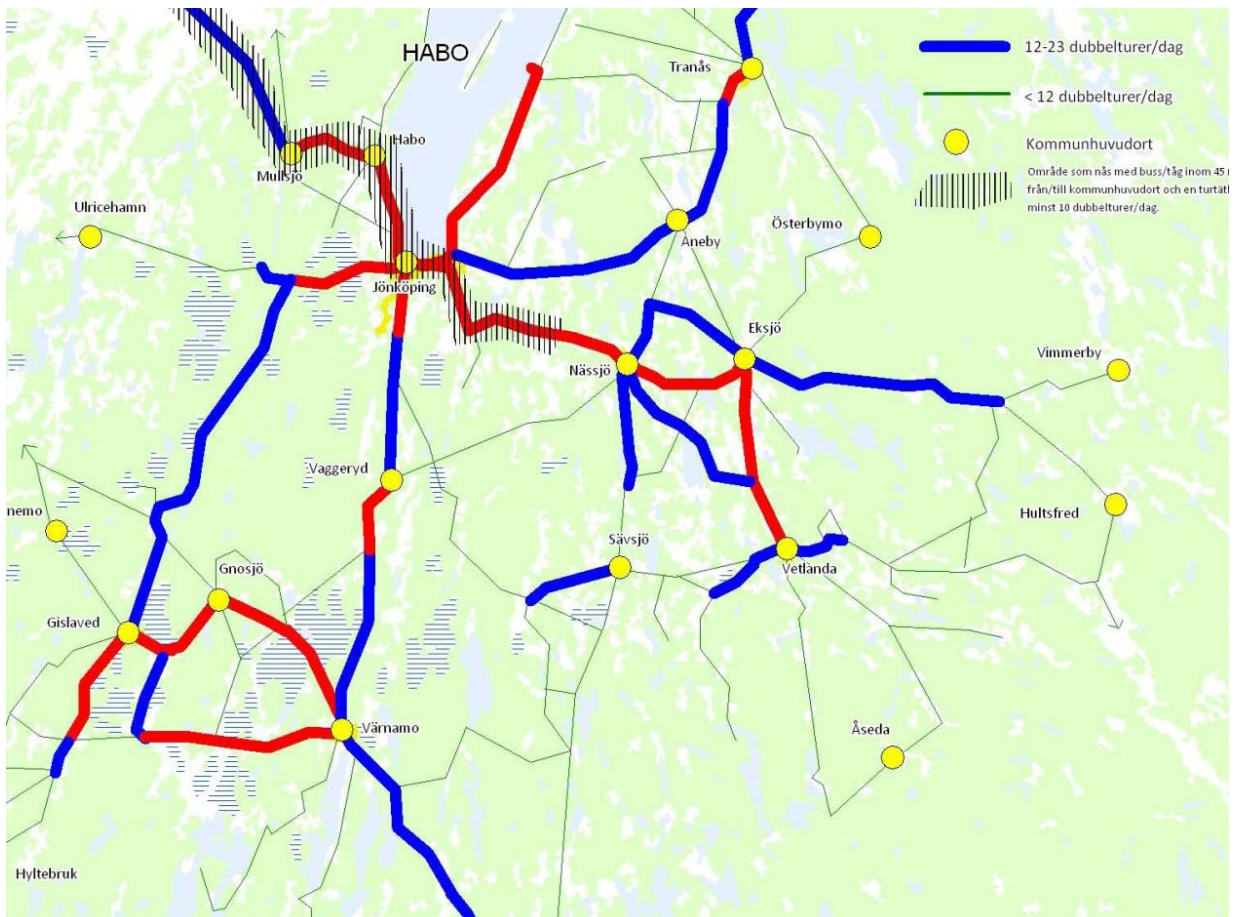 HABO
Tranås
12-23 dubbelturer/dag
< 12 dubbelturer/dag
Kommunhuvudort
Område som nås med buss/tåg inom 45
från/till kommunhuvudort och en turtät
minst 10 dubbelturer/dag.
Habo
Mullsjö
Ulricehamn
Österbymo
Aneby
Jönköping
Eksjö
Vimmerby
Nässjö
Vaggeryd
nemo
Hultsfred
Sävsjö
Vetlanda
Gnosjö
Gislaved
Värnamo
Åseda
Hyltebruk